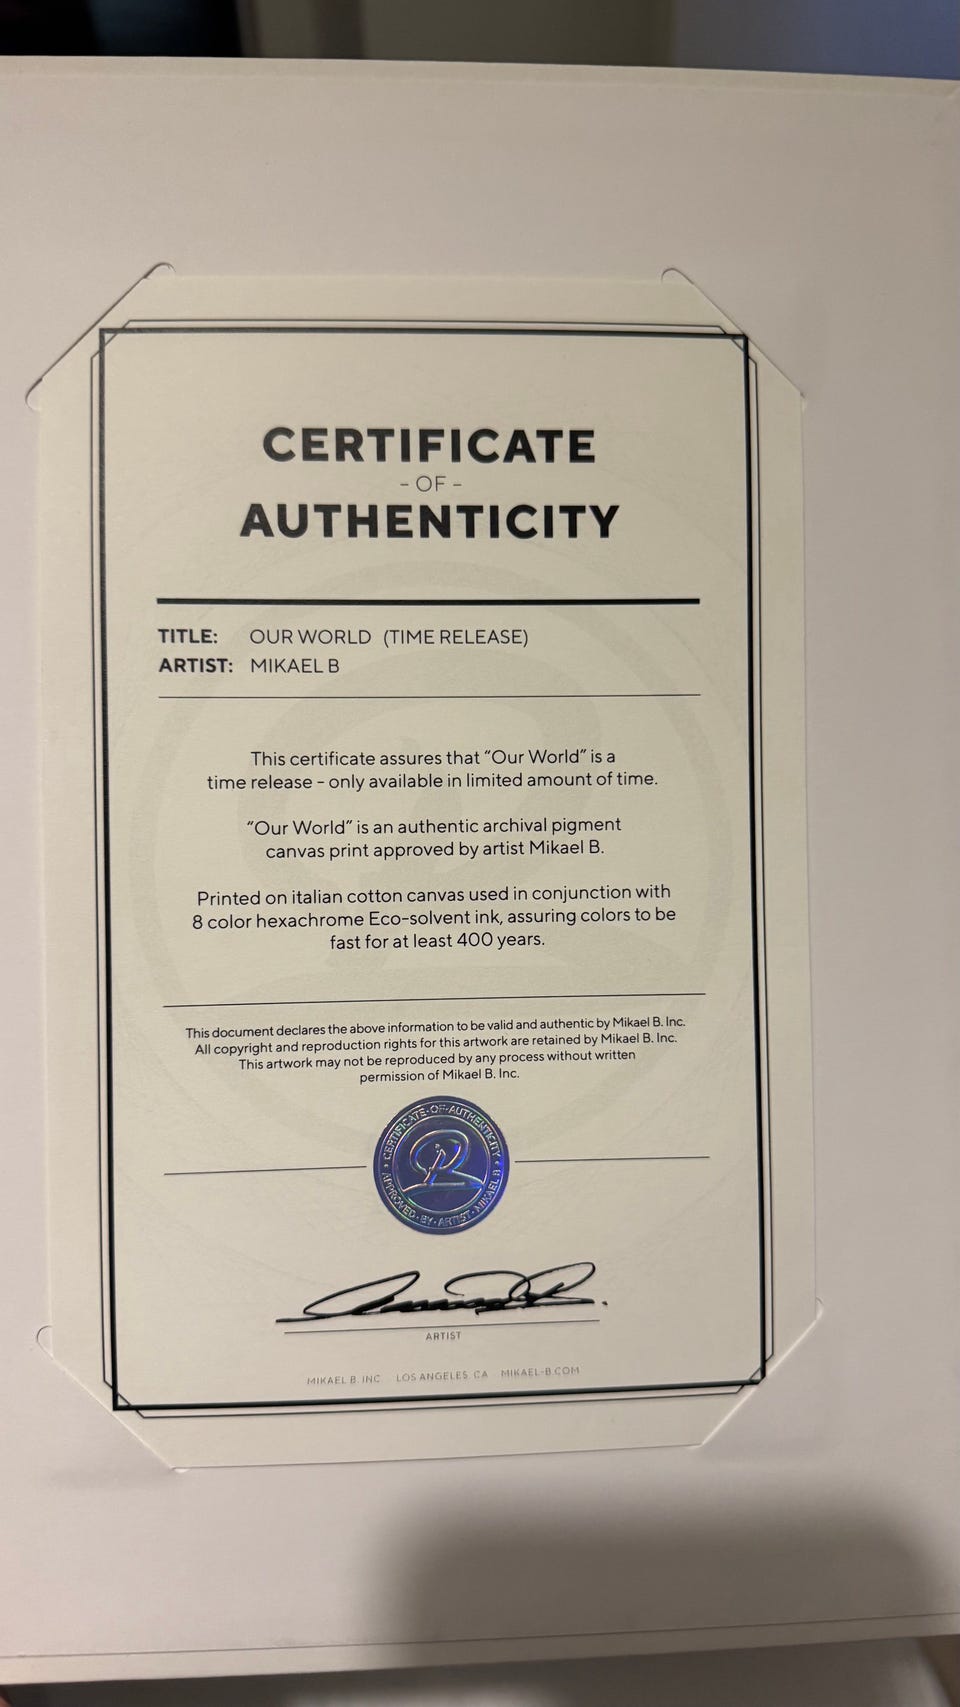 CERTIFICATE
- OF -
AUTHENTICITY
TITLE: OUR WORLD (TIME RELEASE)
ARTIST: MIKAEL B
This certificate assures that “Our World” is a
time release - only available in limited amount of time.
“Our World” is an authentic archival pigment
canvas print approved by artist Mikael B.
Printed on italian cotton canvas used in conjunction with
8 color hexachrome Eco-solvent ink, assuring colors to be
fast for at least 400 years.
This document declares the above information to be valid and authentic by Mikael B. Inc.
All copyright and reproduction rights for this artwork are retained by Mikael B. Inc.
This artwork may not be reproduced by any process without written
permission of Mikael B. Inc.
• CERTIFICATE • OF • AUTHENTICITY •
APPROVED • BY • ARTIST • MIKAEL B
ARTIST
MIKAEL B. INC LOS ANGELES, CA MIKAEL-B.COM